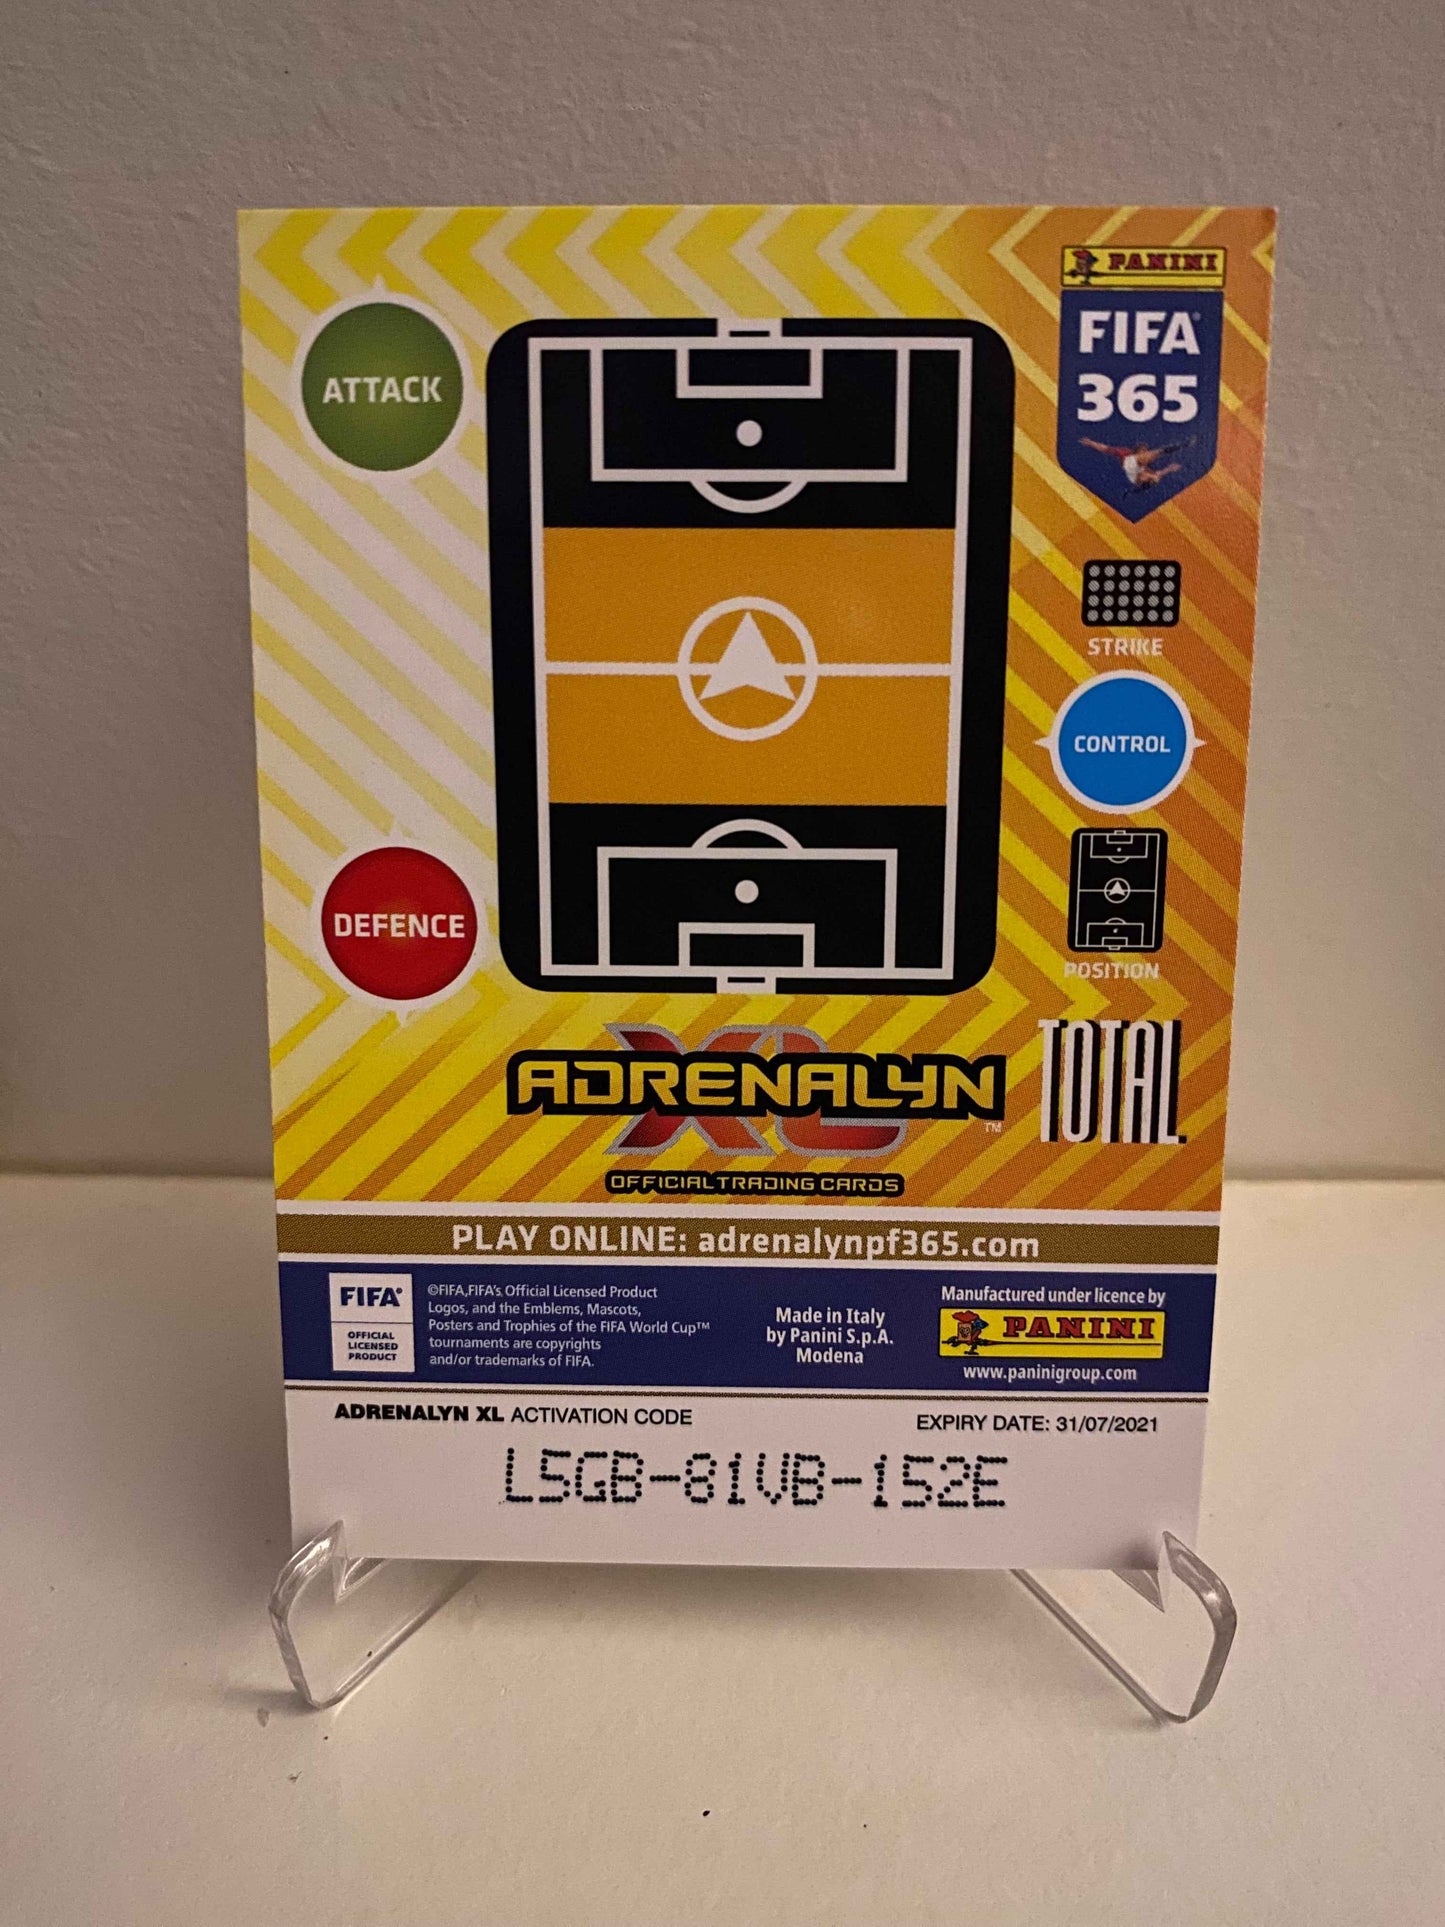 PANINI
FIFA
365
ATTACK
STRIKE
CONTROL
DEFENCE
POSITION
XL
ADRENALYN
TM
TOTAL
OFFICIAL TRADING CARDS
PLAY ONLINE: adrenalynpf365.com
FIFA®
OFFICIAL
LICENSED
PRODUCT
©FIFA,FIFA's Official Licensed Product
Logos, and the Emblems, Mascots,
Posters and Trophies of the FIFA World Cup™
tournaments are copyrights
and/or trademarks of FIFA.
Made in Italy
by Panini S.p.A.
Modena
Manufactured under licence by
PANINI
www.paninigroup.com
ADRENALYN XL ACTIVATION CODE
EXPIRY DATE: 31/07/2021
L5GB-81VB-152E